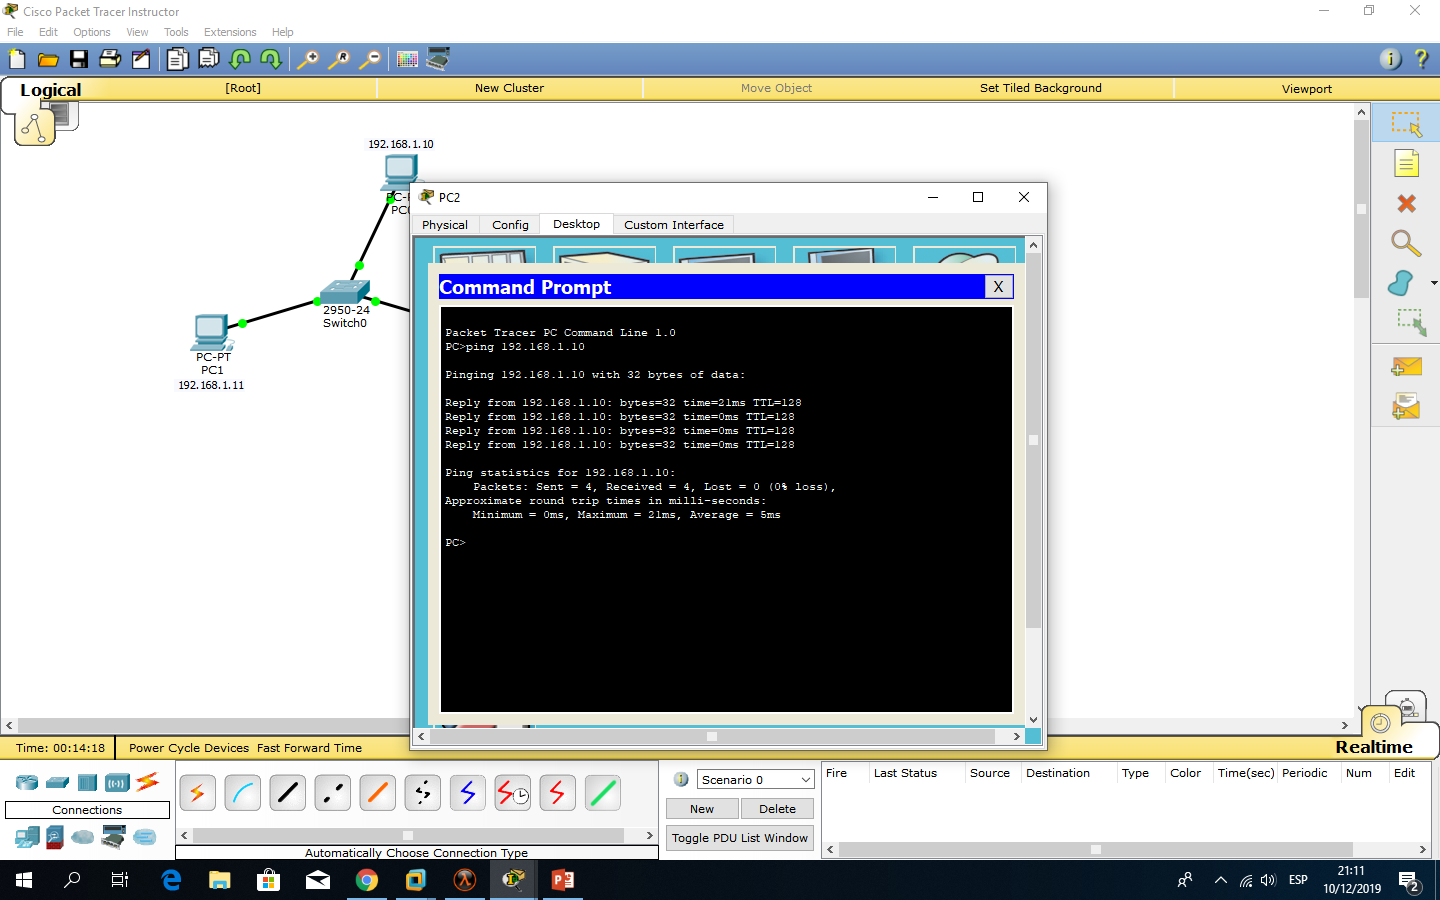 Cisco Packet Tracer Instructor
File Edit Options View Tools Extensions Help
Logical [Root] New Cluster Move Object Set Tiled Background Viewport
192.168.1.10
2950-24
Switch0
PC-PT
PC1
192.168.1.11
PC2
Physical Config Desktop Custom Interface
Command Prompt X
Packet Tracer PC Command Line 1.0
PC>ping 192.168.1.10
Pinging 192.168.1.10 with 32 bytes of data:
Reply from 192.168.1.10: bytes=32 time=21ms TTL=128
Reply from 192.168.1.10: bytes=32 time=0ms TTL=128
Reply from 192.168.1.10: bytes=32 time=0ms TTL=128
Reply from 192.168.1.10: bytes=32 time=0ms TTL=128
Ping statistics for 192.168.1.10:
Packets: Sent = 4, Received = 4, Lost = 0 (0% loss),
Approximate round trip times in milli-seconds:
Minimum = 0ms, Maximum = 21ms, Average = 5ms
PC>
Time: 00:14:18 Power Cycle Devices Fast Forward Time Realtime
Connections
Automatically Choose Connection Type
Scenario 0
New Delete
Toggle PDU List Window
Fire Last Status Source Destination Type Color Time(sec) Periodic Num Edit
ESP
21:11
10/12/2019
2